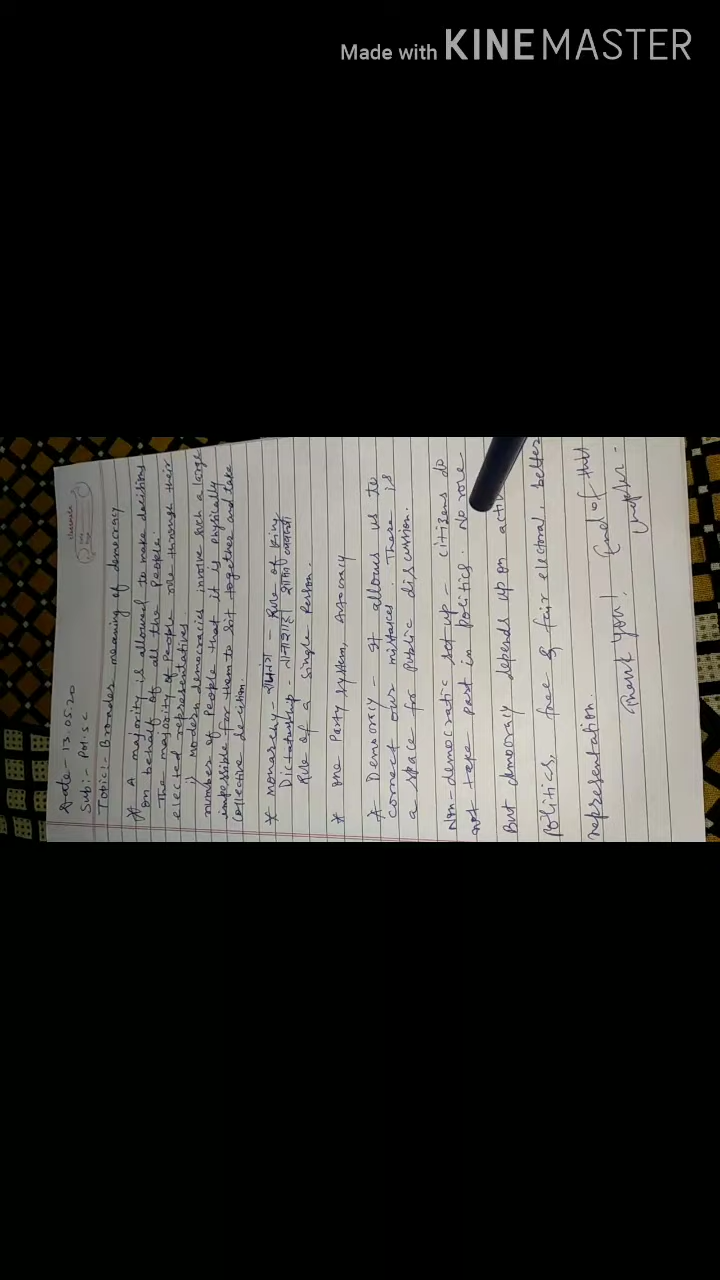 Made with KINEMASTER
Date- 13.05.20
Sub:- Pol.sc
Topic:- Broader meaning of democracy
* A majority is allowed to make decisions
on behalf of all the People.
The majority of People rule through their
elected representatives.
Modern democracies involve such a large
number of People that it is physically
impossible for them to sit together and take
collective decision.
* Monarchy - - Rule of King
Dictatorship - तानाशाही
Rule of a single Person.
* One Party system, Autocracy
* Democracy - It allows us to
correct our mistakes. There is
a space for Public discussion.
Non-democratic set-up - citizens do
not take Part in Politics. No
But democracy depends up on
Politics, free & fair electoral, better
representation.
Thank You! End of this
Chapter-